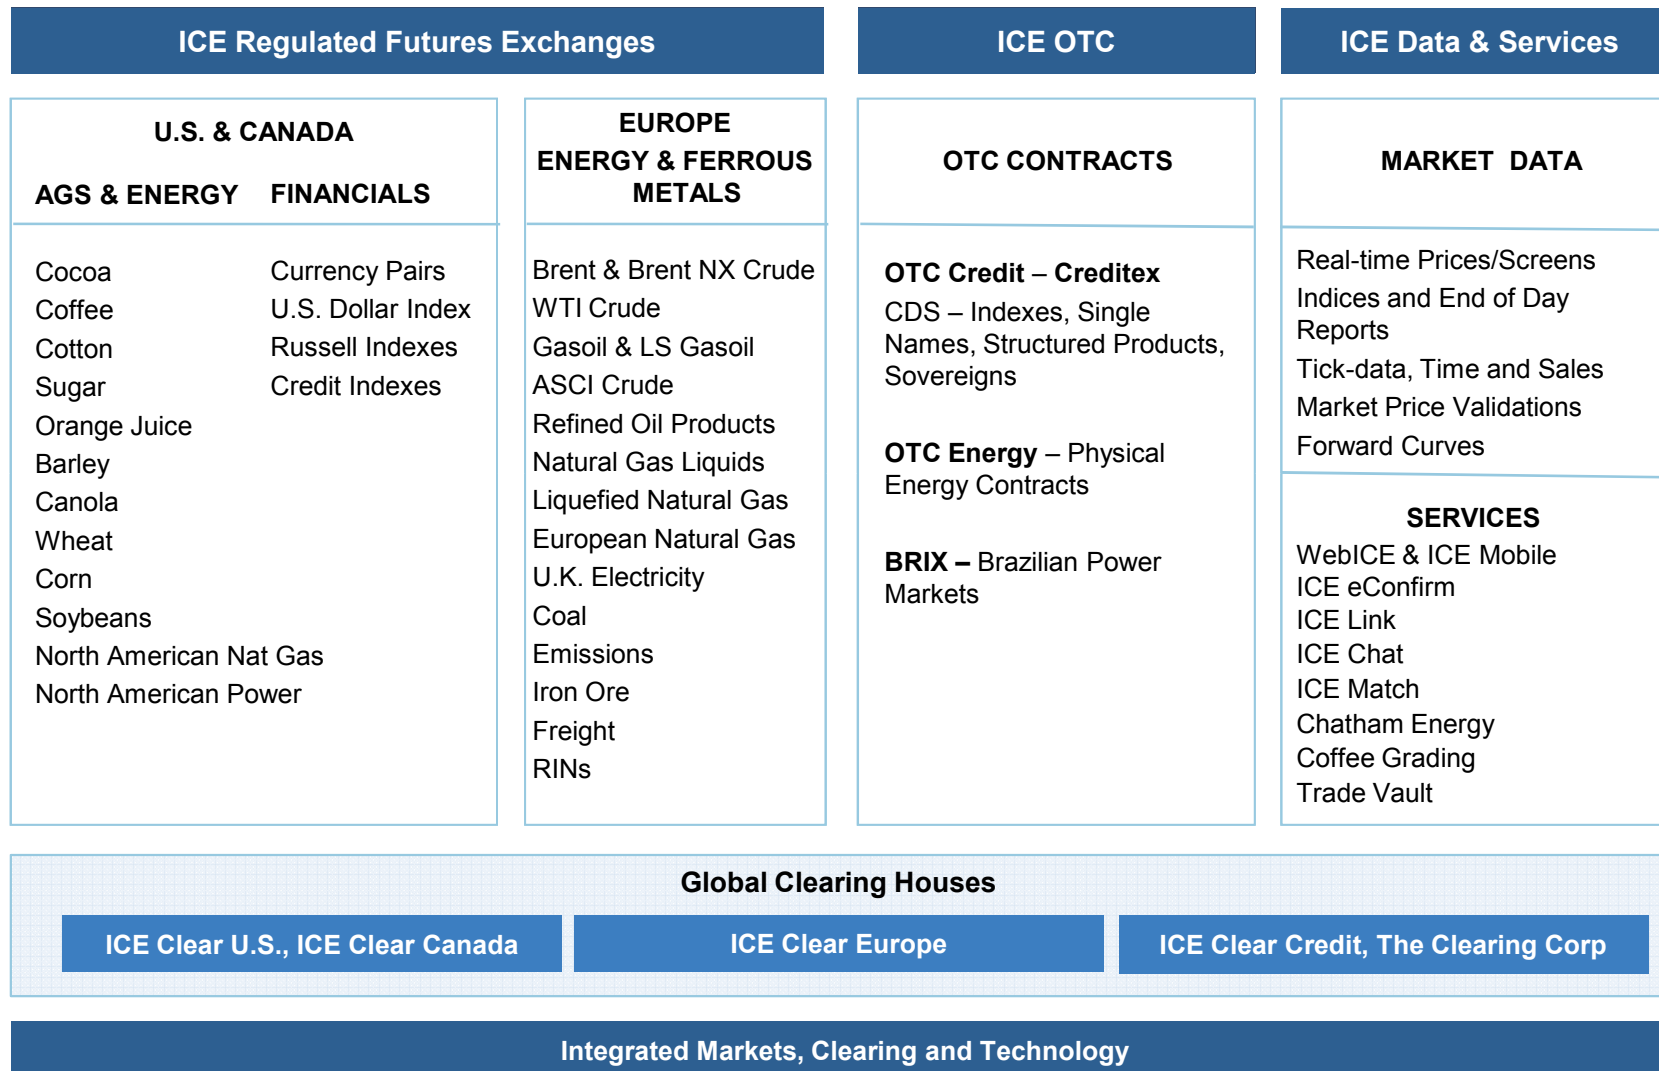 ICE Regulated Futures Exchanges
ICE OTC
ICE Data & Services
U.S. & CANADA
AGS & ENERGY
FINANCIALS
Cocoa
Coffee
Cotton
Sugar
Orange Juice
Barley
Canola
Wheat
Corn
Soybeans
North American Nat Gas
North American Power
Currency Pairs
U.S. Dollar Index
Russell Indexes
Credit Indexes
EUROPE
ENERGY & FERROUS
METALS
Brent & Brent NX Crude
WTI Crude
Gasoil & LS Gasoil
ASCI Crude
Refined Oil Products
Natural Gas Liquids
Liquefied Natural Gas
European Natural Gas
U.K. Electricity
Coal
Emissions
Iron Ore
Freight
RINs
OTC CONTRACTS
OTC Credit – Creditex
CDS – Indexes, Single
Names, Structured Products,
Sovereigns
OTC Energy – Physical
Energy Contracts
BRIX – Brazilian Power
Markets
MARKET DATA
Real-time Prices/Screens
Indices and End of Day
Reports
Tick-data, Time and Sales
Market Price Validations
Forward Curves
SERVICES
WebICE & ICE Mobile
ICE eConfirm
ICE Link
ICE Chat
ICE Match
Chatham Energy
Coffee Grading
Trade Vault
Global Clearing Houses
ICE Clear U.S., ICE Clear Canada
ICE Clear Europe
ICE Clear Credit, The Clearing Corp
Integrated Markets, Clearing and Technology